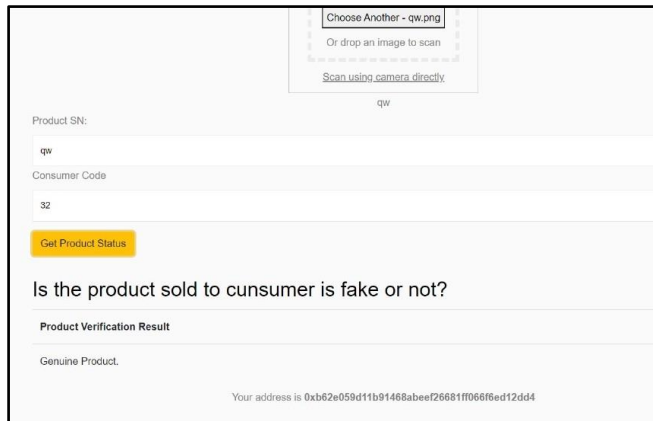 Choose Another - qw.png
Or drop an image to scan
Scan using camera directly
qw
Product SN:
qw
Consumer Code
32
Get Product Status
Is the product sold to cunsumer is fake or not?
Product Verification Result
Genuine Product.
Your address is 0xb62e059d11b91468abeef26681ff066f6ed12dd4